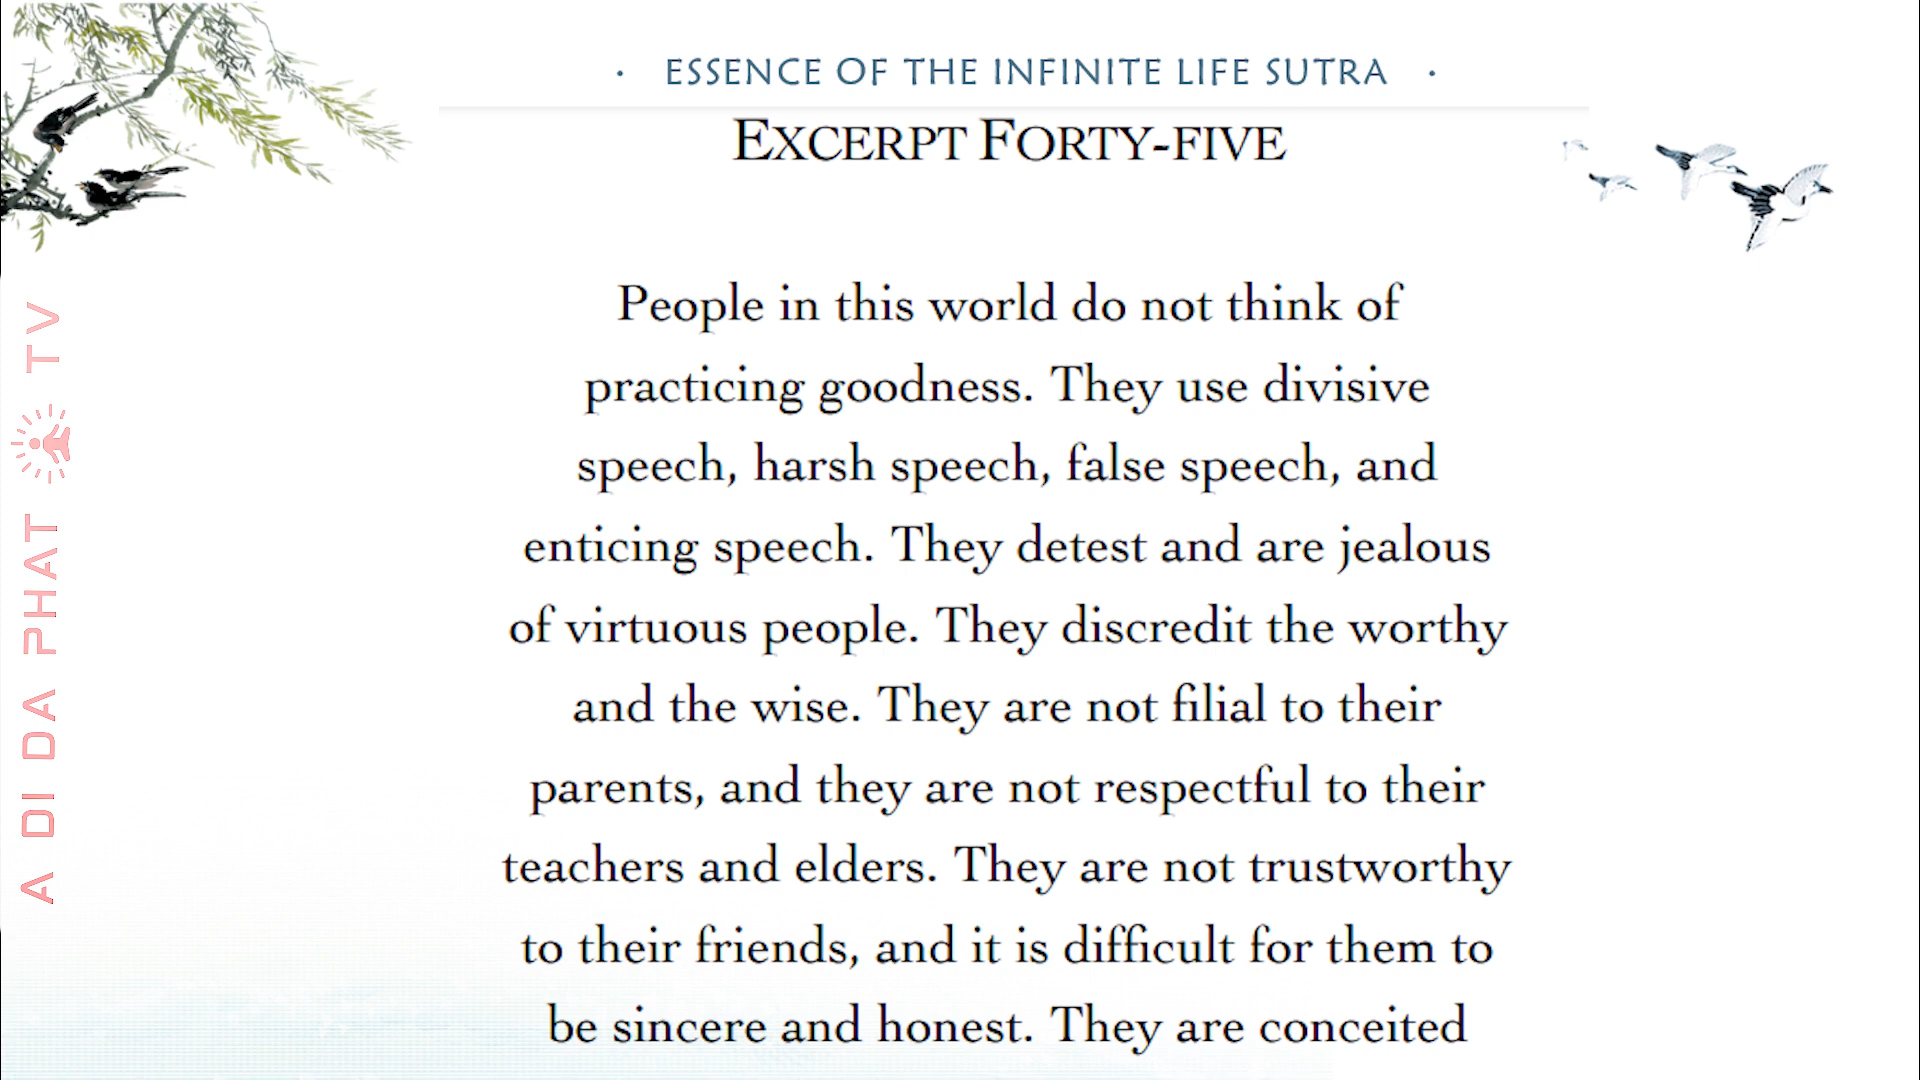 · ESSENCE OF THE INFINITE LIFE SUTRA ·
EXCERPT FORTY-FIVE
People in this world do not think of
practicing goodness. They use divisive
speech, harsh speech, false speech, and
enticing speech. They detest and are jealous
of virtuous people. They discredit the worthy
and the wise. They are not filial to their
parents, and they are not respectful to their
teachers and elders. They are not trustworthy
to their friends, and it is difficult for them to
be sincere and honest. They are conceited
A DI DA PHAT TV